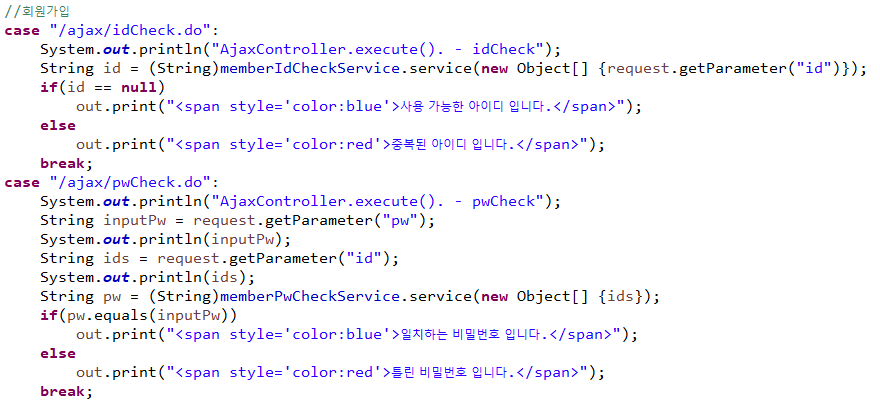 //회원가입
case "/ajax/idCheck.do":
    System.out.println("AjaxController.execute(). - idCheck");
    String id = (String)memberIdCheckService.service(new Object[] {request.getParameter("id")});
    if(id == null)
        out.print("<span style='color:blue'>사용 가능한 아이디 입니다.</span>");
    else
        out.print("<span style='color:red'>중복된 아이디 입니다.</span>");
    break;
case "/ajax/pwCheck.do":
    System.out.println("AjaxController.execute(). - pwCheck");
    String inputPw = request.getParameter("pw");
    System.out.println(inputPw);
    String ids = request.getParameter("id");
    System.out.println(ids);
    String pw = (String)memberPwCheckService.service(new Object[] {ids});
    if(pw.equals(inputPw))
        out.print("<span style='color:blue'>일치하는 비밀번호 입니다.</span>");
    else
        out.print("<span style='color:red'>틀린 비밀번호 입니다.</span>");
    break;